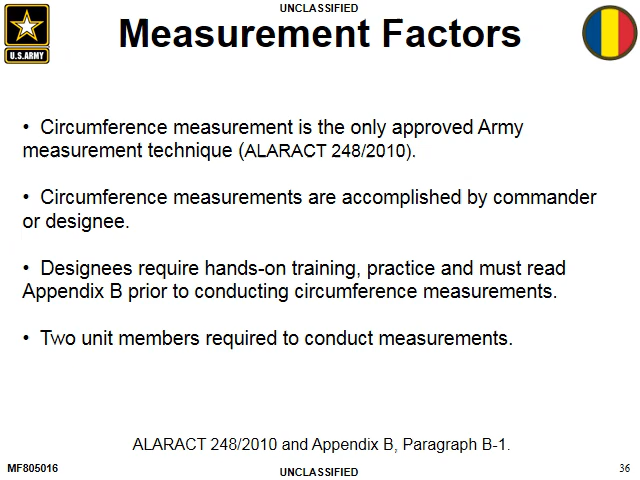 UNCLASSIFIED
Measurement Factors
U.S.ARMY
• Circumference measurement is the only approved Army
measurement technique (ALARACT 248/2010).
• Circumference measurements are accomplished by commander
or designee.
• Designees require hands-on training, practice and must read
Appendix B prior to conducting circumference measurements.
• Two unit members required to conduct measurements.
ALARACT 248/2010 and Appendix B, Paragraph B-1.
MF805016
UNCLASSIFIED
36